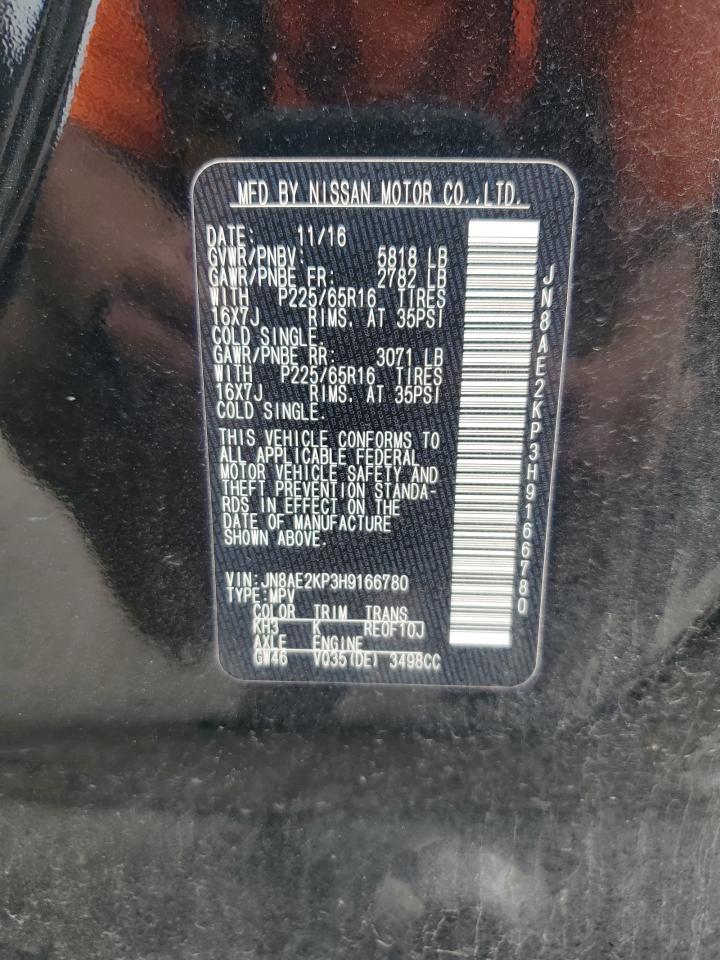 MFD BY NISSAN MOTOR CO.,LTD.
DATE: 11/16
GVWR/PNBV: 5818 LB
GAWR/PNBE FR: 2782 LB
WITH P225/65R16 TIRES
16X7J RIMS. AT 35PSI
COLD SINGLE.
GAWR/PNBE RR: 3071 LB
WITH P225/65R16 TIRES
16X7J RIMS. AT 35PSI
COLD SINGLE.
THIS VEHICLE CONFORMS TO
ALL APPLICABLE FEDERAL
MOTOR VEHICLE SAFETY AND
THEFT PREVENTION STANDA-
RDS IN EFFECT ON THE
DATE OF MANUFACTURE
SHOWN ABOVE.
VIN:JN8AE2KP3H9166780
TYPE:MPV
COLOR TRIM TRANS
KH3 K RE0F10J
AXLE ENGINE
GW46 VQ35(DE) 3498CC
JN8AE2KP3H9166780